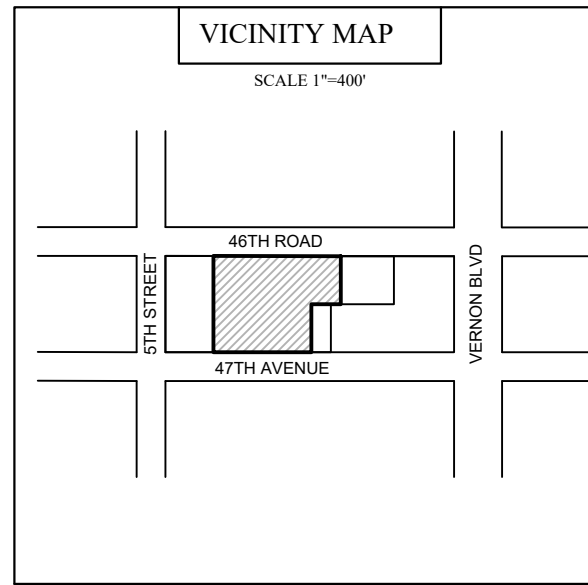 VICINITY MAP
SCALE 1"=400'
46TH ROAD
5TH STREET
VERNON BLVD
47TH AVENUE